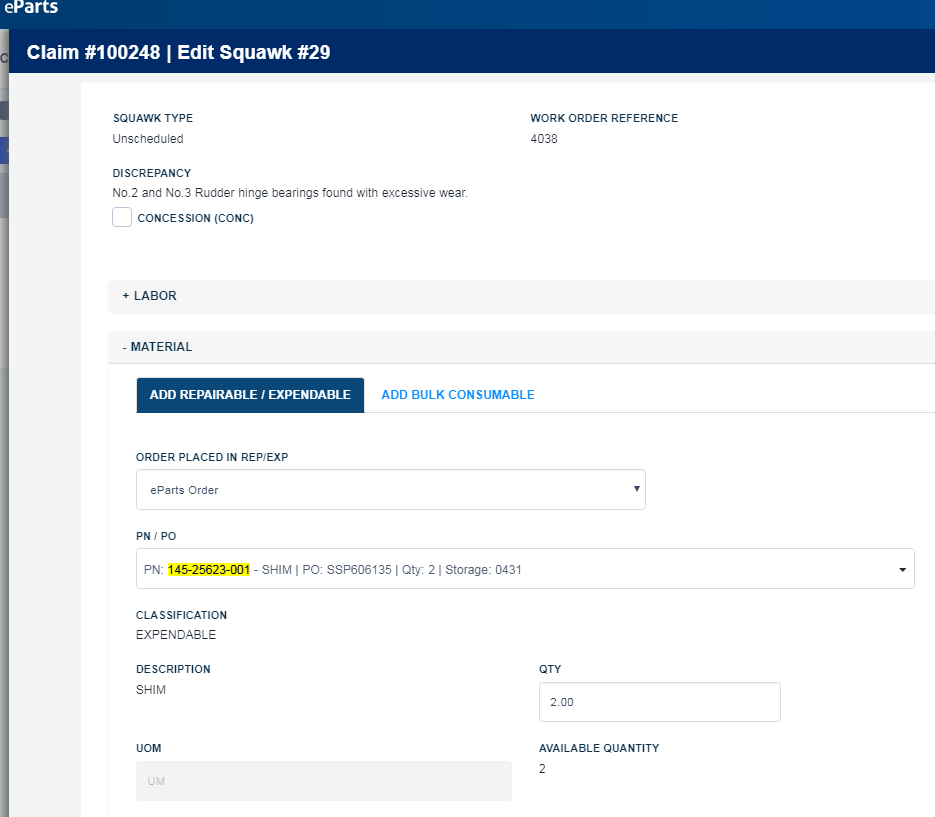 eParts
Claim #100248 | Edit Squawk #29
SQUAWK TYPE
Unscheduled
WORK ORDER REFERENCE
4038
DISCREPANCY
No.2 and No.3 Rudder hinge bearings found with excessive wear.
CONCESSION (CONC)
+ LABOR
- MATERIAL
ADD REPAIRABLE / EXPENDABLE
ADD BULK CONSUMABLE
ORDER PLACED IN REP/EXP
eParts Order
PN / PO
PN: 145-25623-001 - SHIM | PO: SSP606135 | Qty: 2 | Storage: 0431
CLASSIFICATION
EXPENDABLE
DESCRIPTION
SHIM
QTY
2.00
UOM
UM
AVAILABLE QUANTITY
2